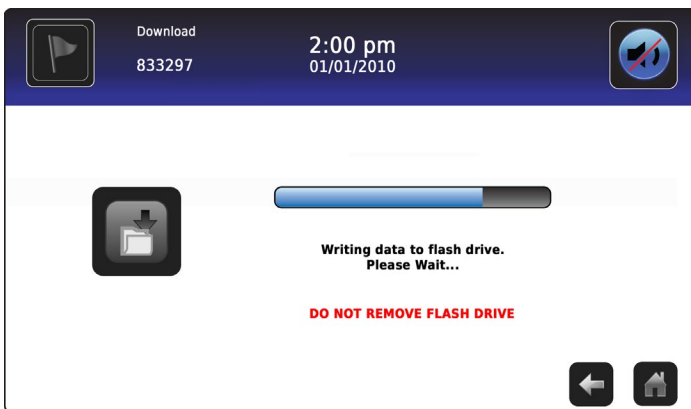 Download
833297
2:00 pm
01/01/2010
Writing data to flash drive.
Please Wait...
DO NOT REMOVE FLASH DRIVE